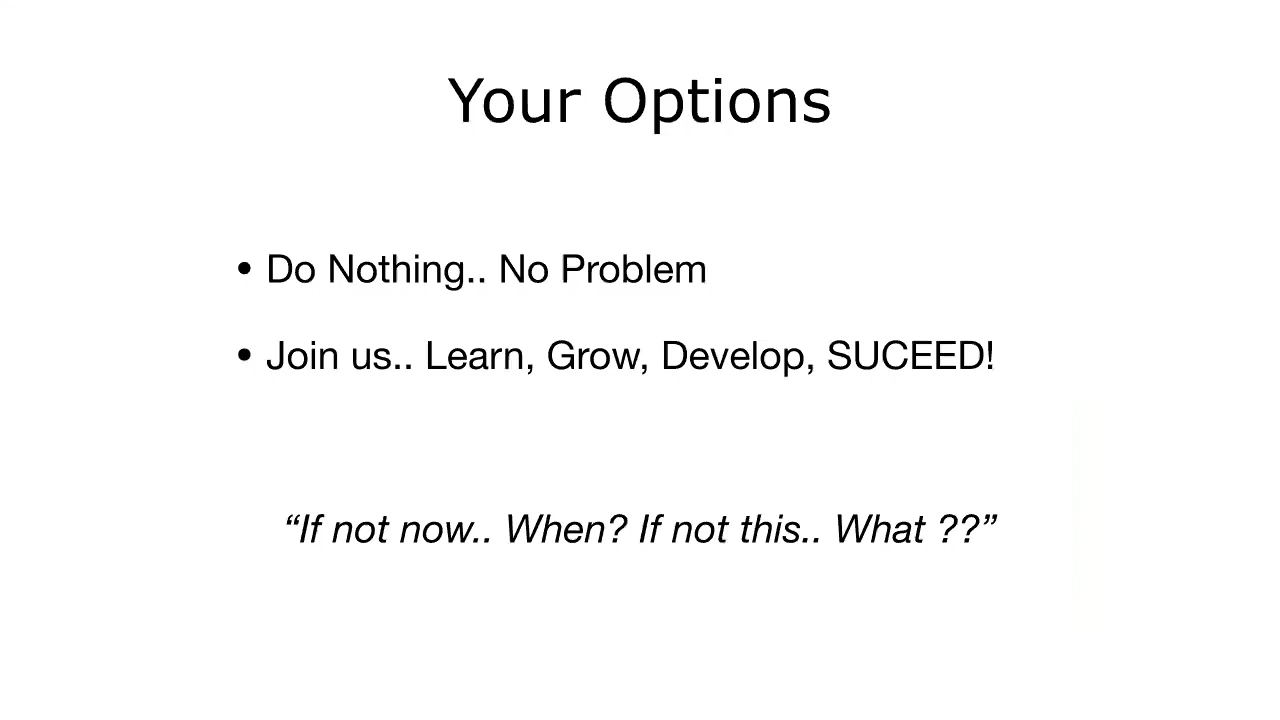 Your Options
• Do Nothing.. No Problem
• Join us.. Learn, Grow, Develop, SUCEED!
“If not now.. When? If not this.. What ??”